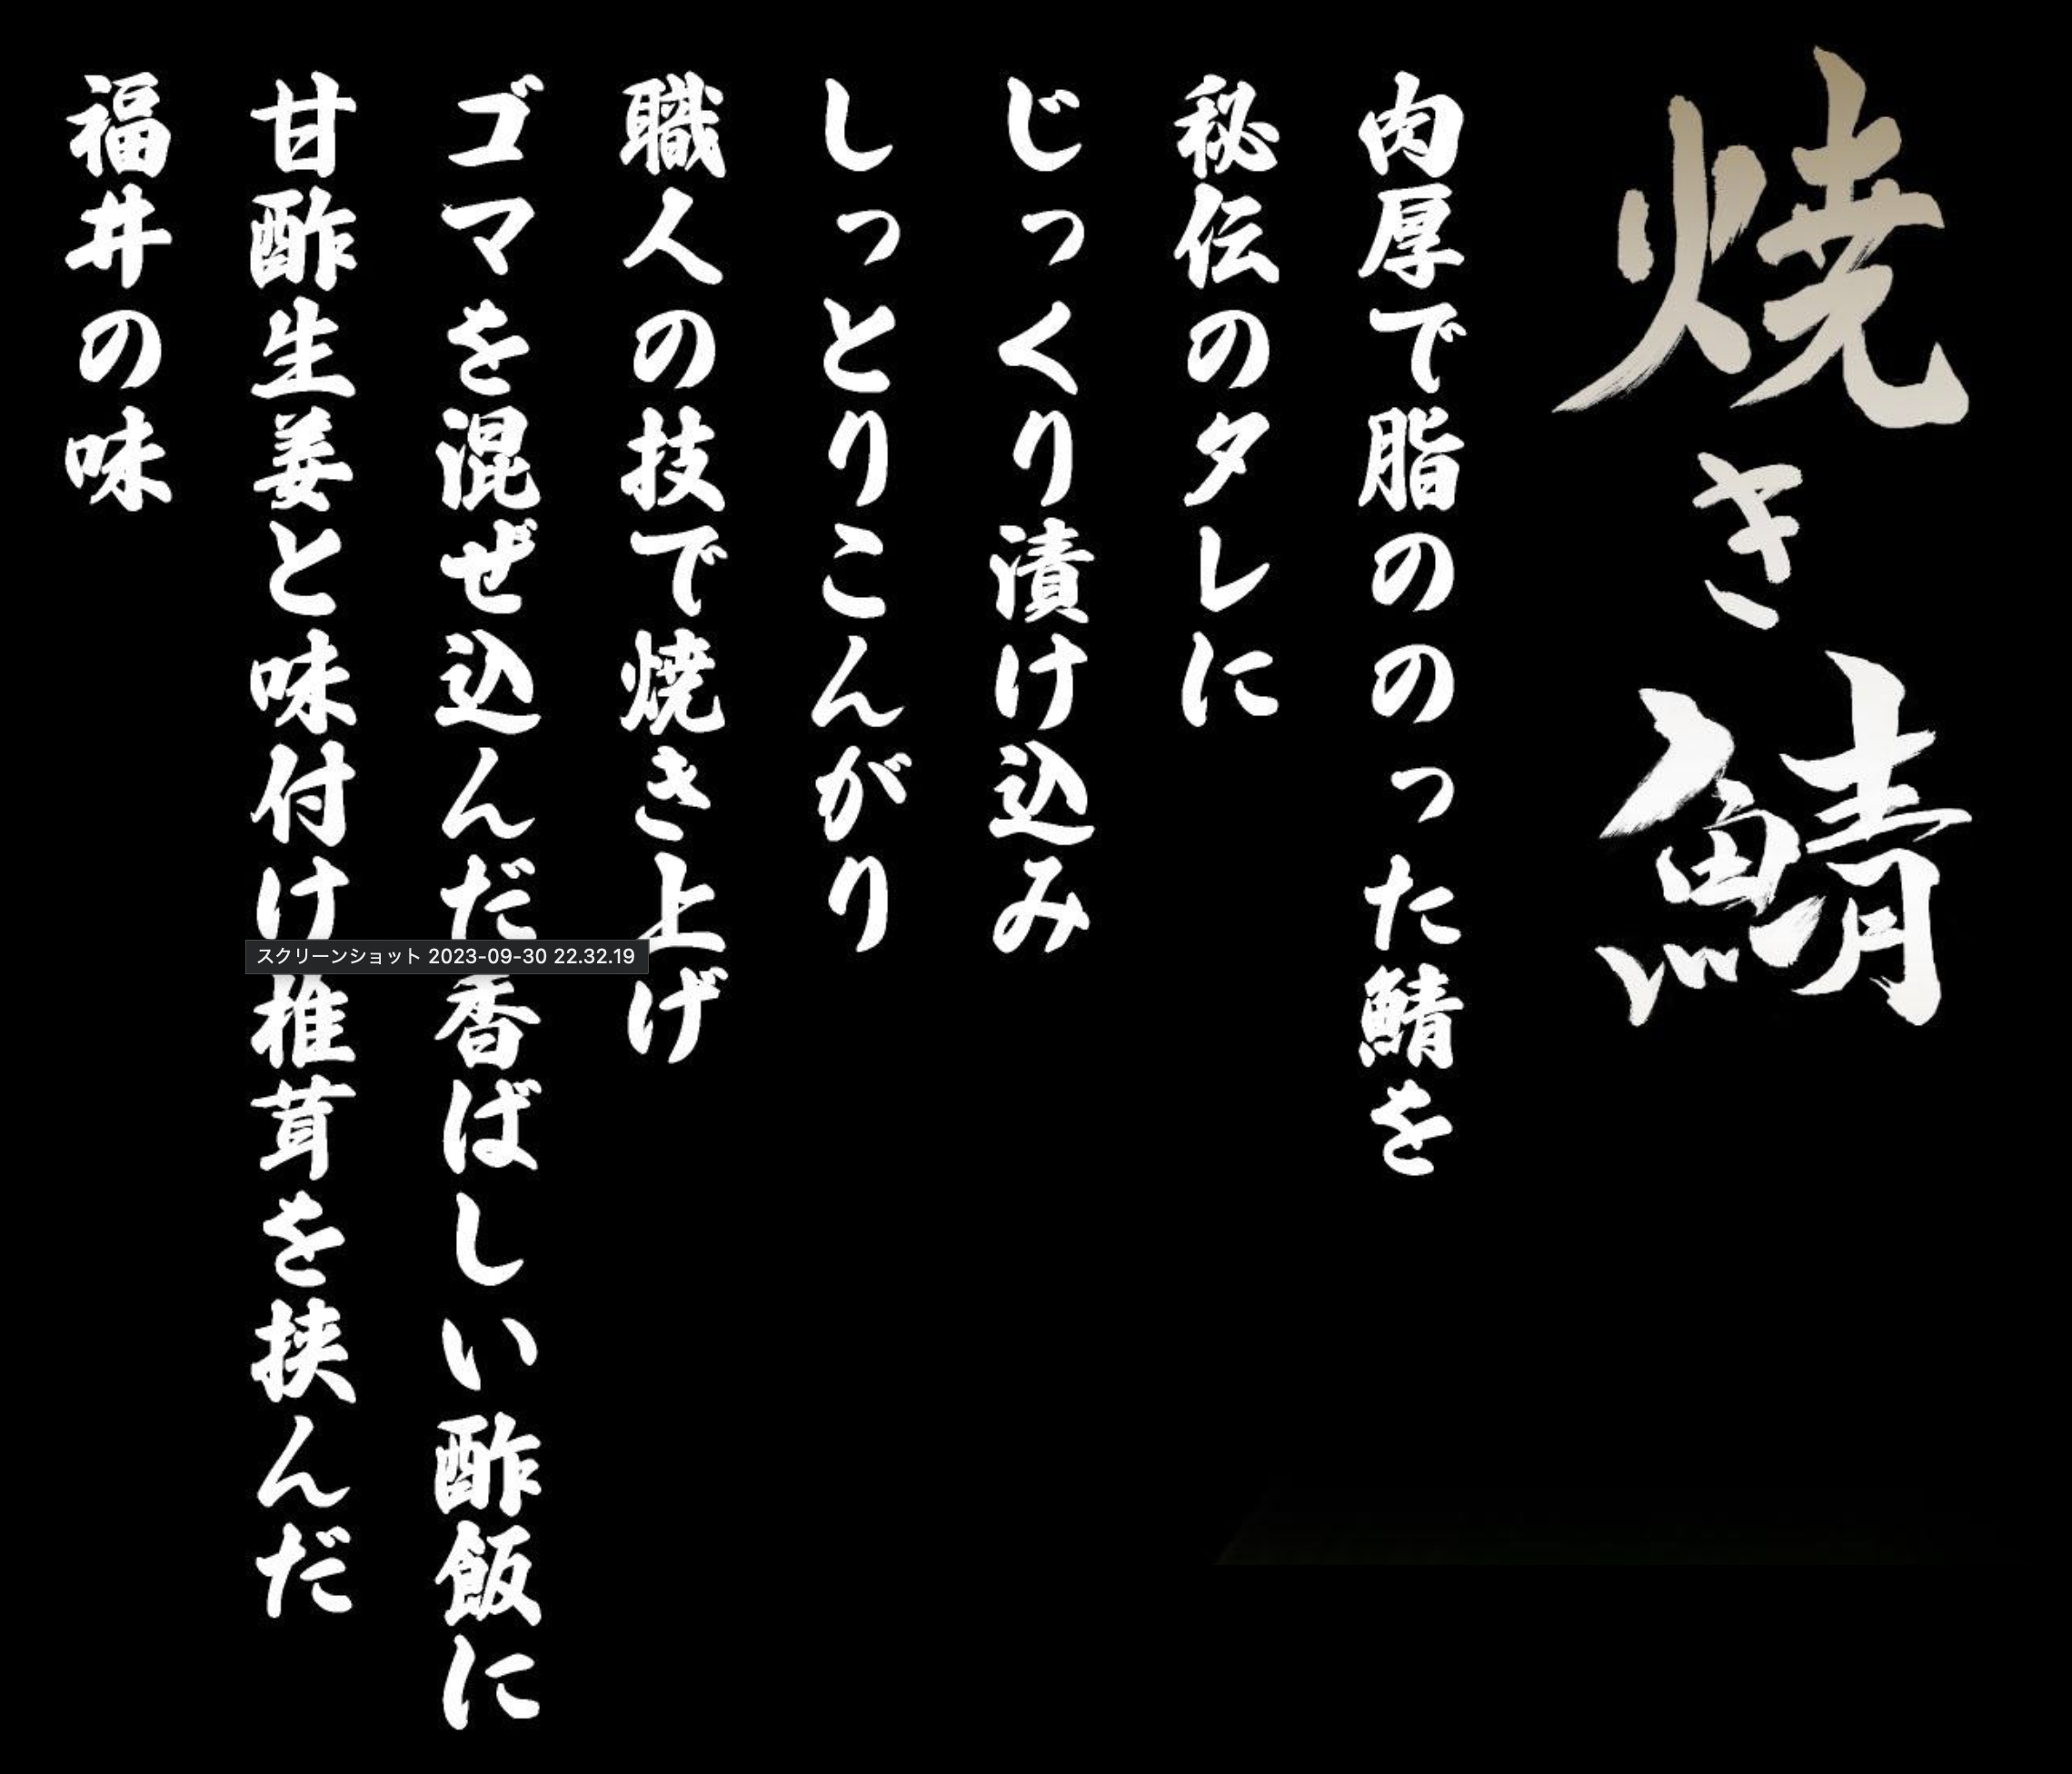 焼き鯖
肉厚で脂ののった鯖を
秘伝のタレに
じっくり漬け込み
しっとりこんがり
職人の技で焼き上げ
ゴマを混ぜ込んだ香ばしい酢飯に
甘酢生姜と味付け椎茸を挟んだ
福井の味
スクリーンショット 2023-09-30 22.32.19